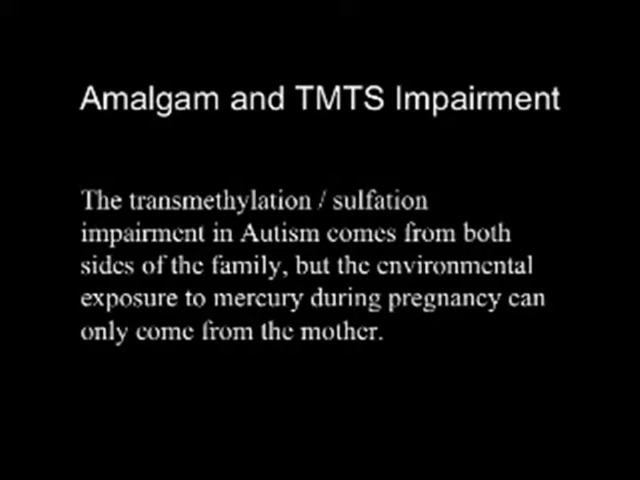 Amalgam and TMTS Impairment
The transmethylation / sulfation
impairment in Autism comes from both
sides of the family, but the environmental
exposure to mercury during pregnancy can
only come from the mother.